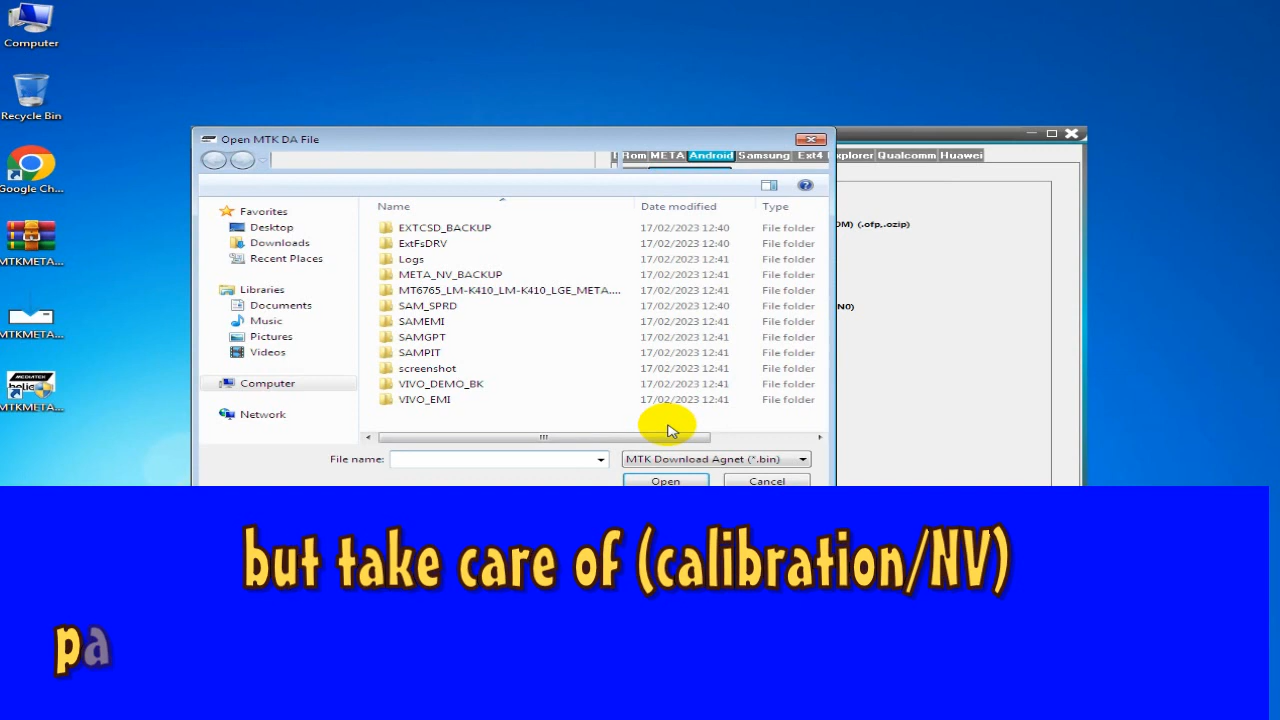 Computer
Recycle Bin
Google Ch...
MTKMETA...
MTKMETA...
MTKMETA...
Open MTK DA File
Rom META Android Samsung Ext4 Explorer Qualcomm Huawei
Favorites
Desktop
Downloads
Recent Places
Libraries
Documents
Music
Pictures
Videos
Computer
Network
Name Date modified Type
EXTCSD_BACKUP 17/02/2023 12:40 File folder
ExtFsDRV 17/02/2023 12:40 File folder
Logs 17/02/2023 12:41 File folder
META_NV_BACKUP 17/02/2023 12:41 File folder
MT6765_LM-K410_LM-K410_LGE_META.... 17/02/2023 12:41 File folder
SAM_SPRD 17/02/2023 12:40 File folder
SAMEMI 17/02/2023 12:41 File folder
SAMGPT 17/02/2023 12:41 File folder
SAMPIT 17/02/2023 12:41 File folder
screenshot 17/02/2023 12:41 File folder
VIVO_DEMO_BK 17/02/2023 12:41 File folder
VIVO_EMI 17/02/2023 12:41 File folder
File name: MTK Download Agnet (*.bin)
Open Cancel
(.ofp,.ozip)
but take care of (calibration/NV)
pa